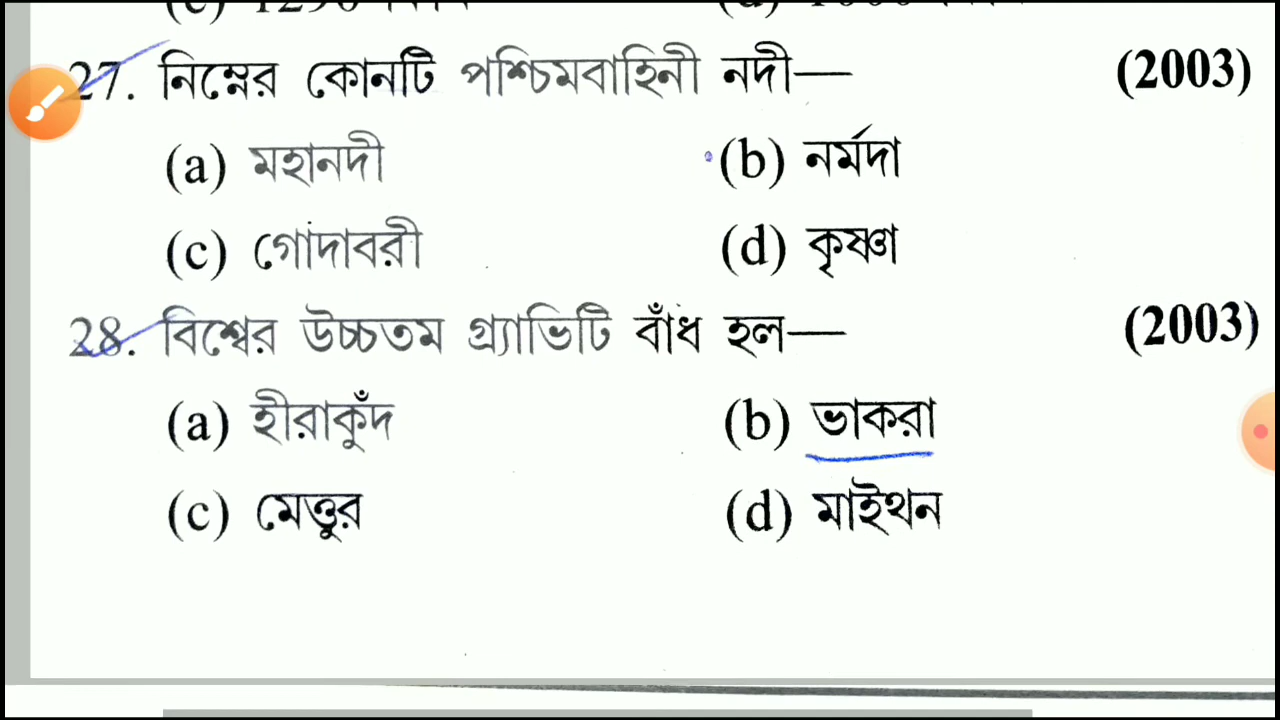 27. নিম্নের কোনটি পশ্চিমবাহিনী নদী— (2003)
(a) মহানদী (b) নর্মদা
(c) গোদাবরী (d) কৃষ্ণা
28. বিশ্বের উচ্চতম গ্র্যাভিটি বাঁধ হল— (2003)
(a) হীরাকুঁদ (b) ভাকরা
(c) মেত্তুর (d) মাইথন